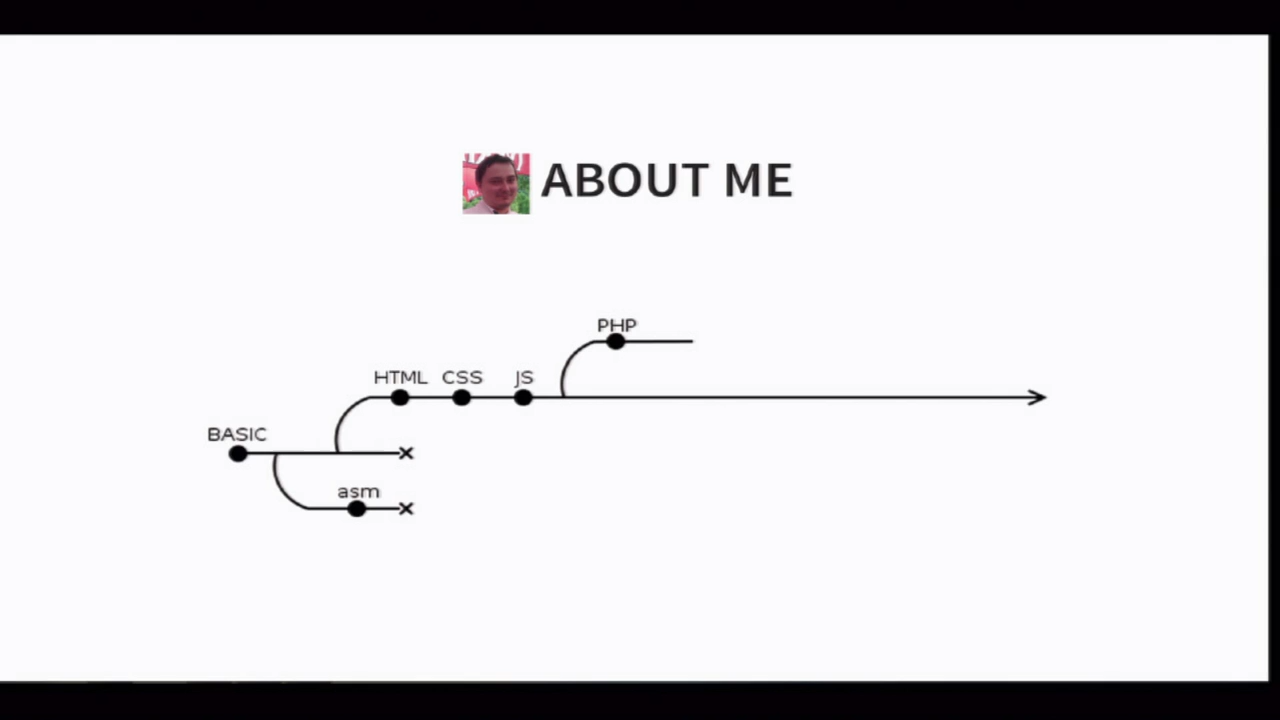 ABOUT ME
PHP
HTML CSS JS
BASIC
asm